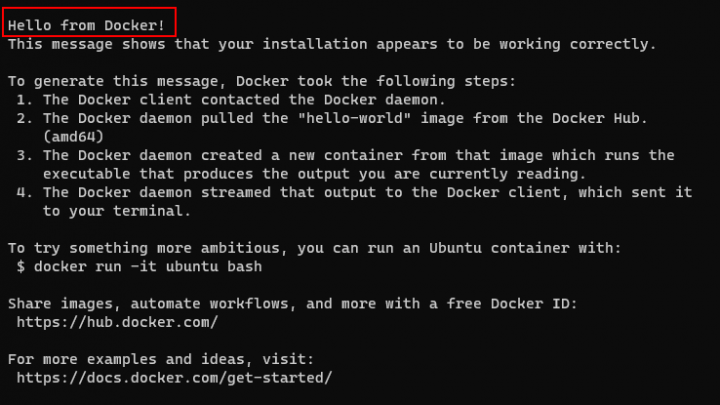 Hello from Docker!
This message shows that your installation appears to be working correctly.
To generate this message, Docker took the following steps:
1. The Docker client contacted the Docker daemon.
2. The Docker daemon pulled the "hello-world" image from the Docker Hub.
(amd64)
3. The Docker daemon created a new container from that image which runs the
executable that produces the output you are currently reading.
4. The Docker daemon streamed that output to the Docker client, which sent it
to your terminal.
To try something more ambitious, you can run an Ubuntu container with:
$ docker run -it ubuntu bash
Share images, automate workflows, and more with a free Docker ID:
https://hub.docker.com/
For more examples and ideas, visit:
https://docs.docker.com/get-started/